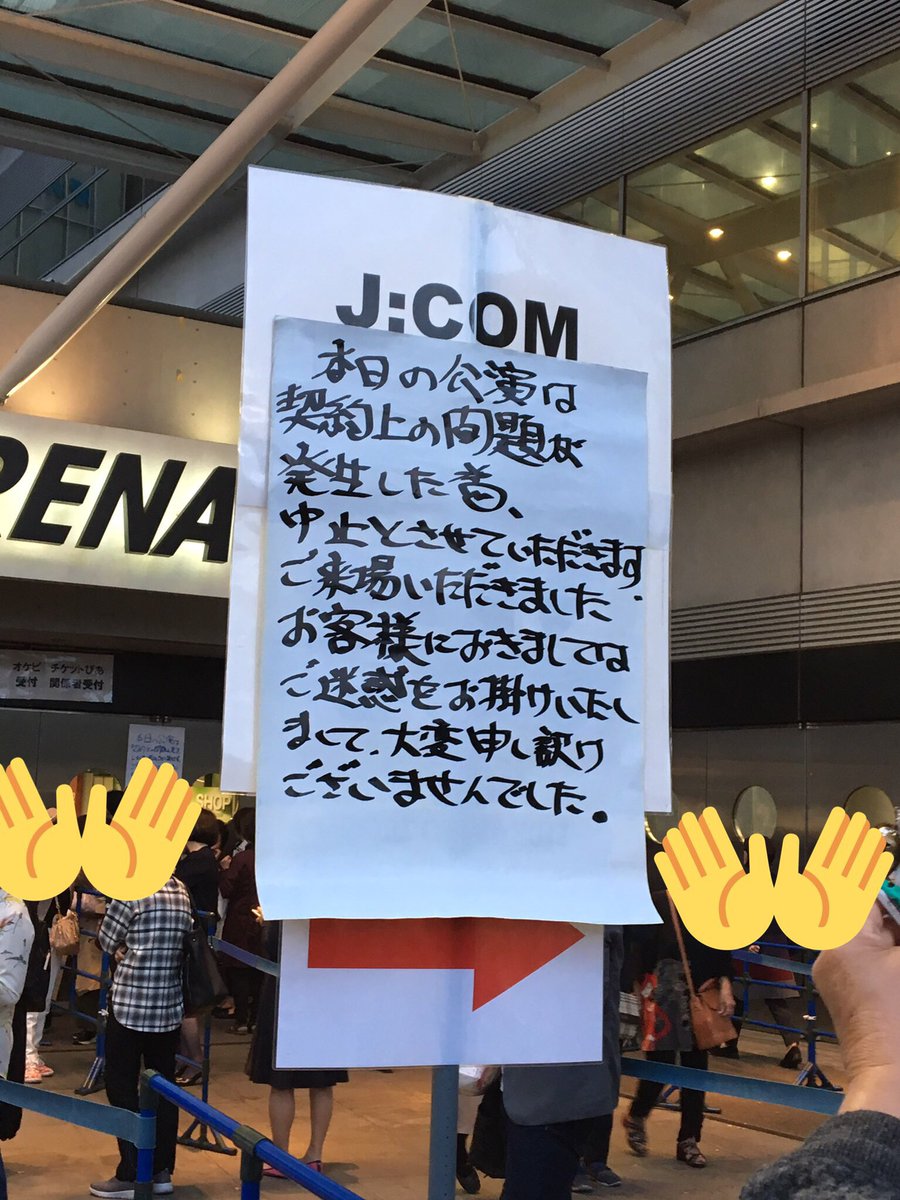 J:COM
本日の公演は
契約上の問題が
発生した旨、
中止とさせていただきます.
ご来場いただきました
お客様におきましては
ご迷惑をお掛けいたし
まして、大変申し訳け
ございませんでした。
RENA
オケピ チケットぴあ
受付 関係者受付
SHOP